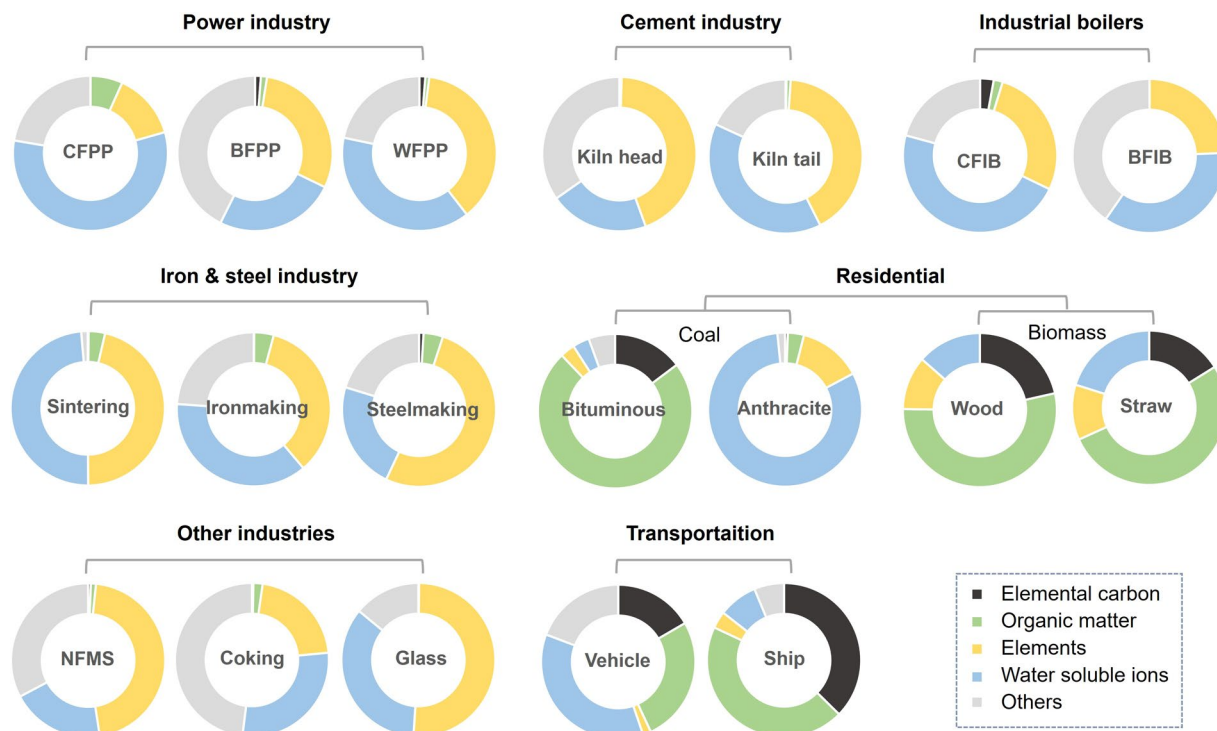 Power industry
Cement industry
Industrial boilers
CFPP
BFPP
WFPP
Kiln head
Kiln tail
CFIB
BFIB
Iron & steel industry
Residential
Coal
Biomass
Sintering
Ironmaking
Steelmaking
Bituminous
Anthracite
Wood
Straw
Other industries
Transportaition
NFMS
Coking
Glass
Vehicle
Ship
Elemental carbon
Organic matter
Elements
Water soluble ions
Others